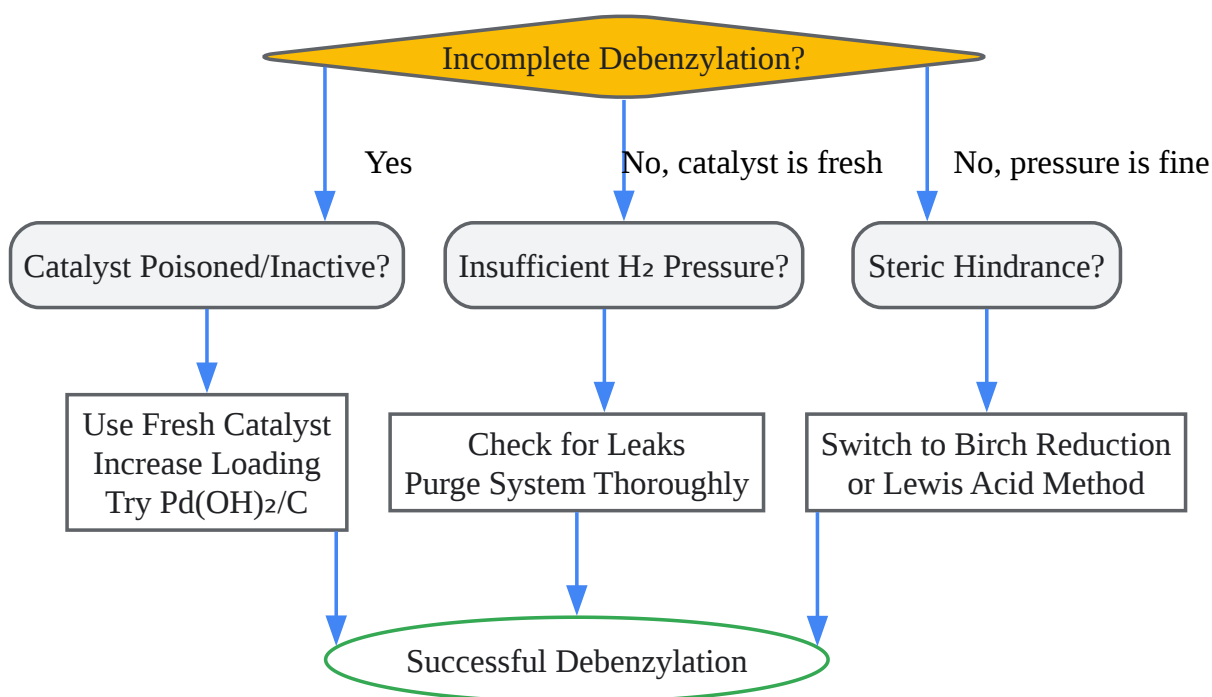 Incomplete Debenzylation?
Yes
No, catalyst is fresh
No, pressure is fine
Catalyst Poisoned/Inactive?
Insufficient H₂ Pressure?
Steric Hindrance?
Use Fresh Catalyst
Increase Loading
Try Pd(OH)₂/C
Check for Leaks
Purge System Thoroughly
Switch to Birch Reduction
or Lewis Acid Method
Successful Debenzylation